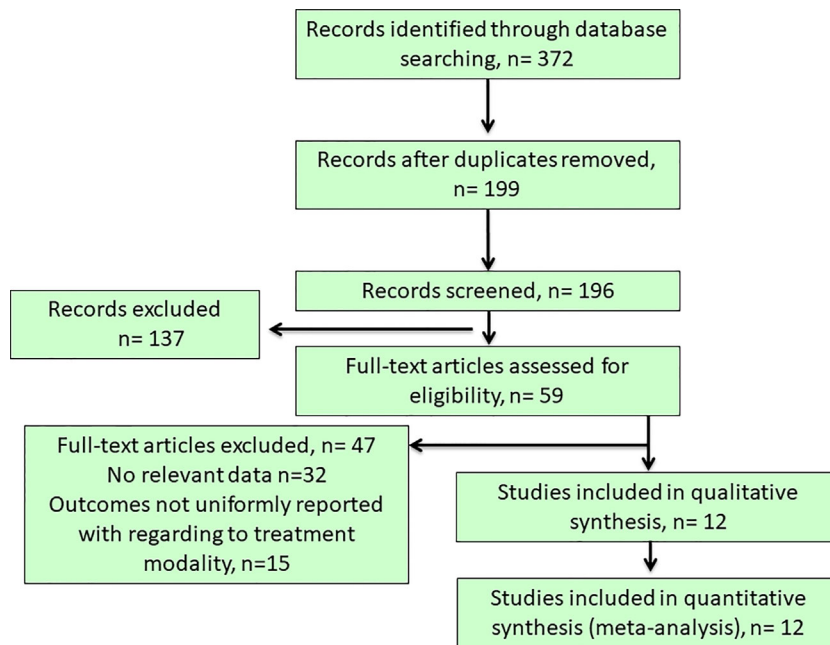 Records identified through database
searching, n= 372
Records after duplicates removed,
n= 199
Records screened, n= 196
Records excluded
n= 137
Full-text articles assessed for
eligibility, n= 59
Full-text articles excluded, n= 47
No relevant data n=32
Outcomes not uniformly reported
with regarding to treatment
modality, n=15
Studies included in qualitative
synthesis, n= 12
Studies included in quantitative
synthesis (meta-analysis), n= 12